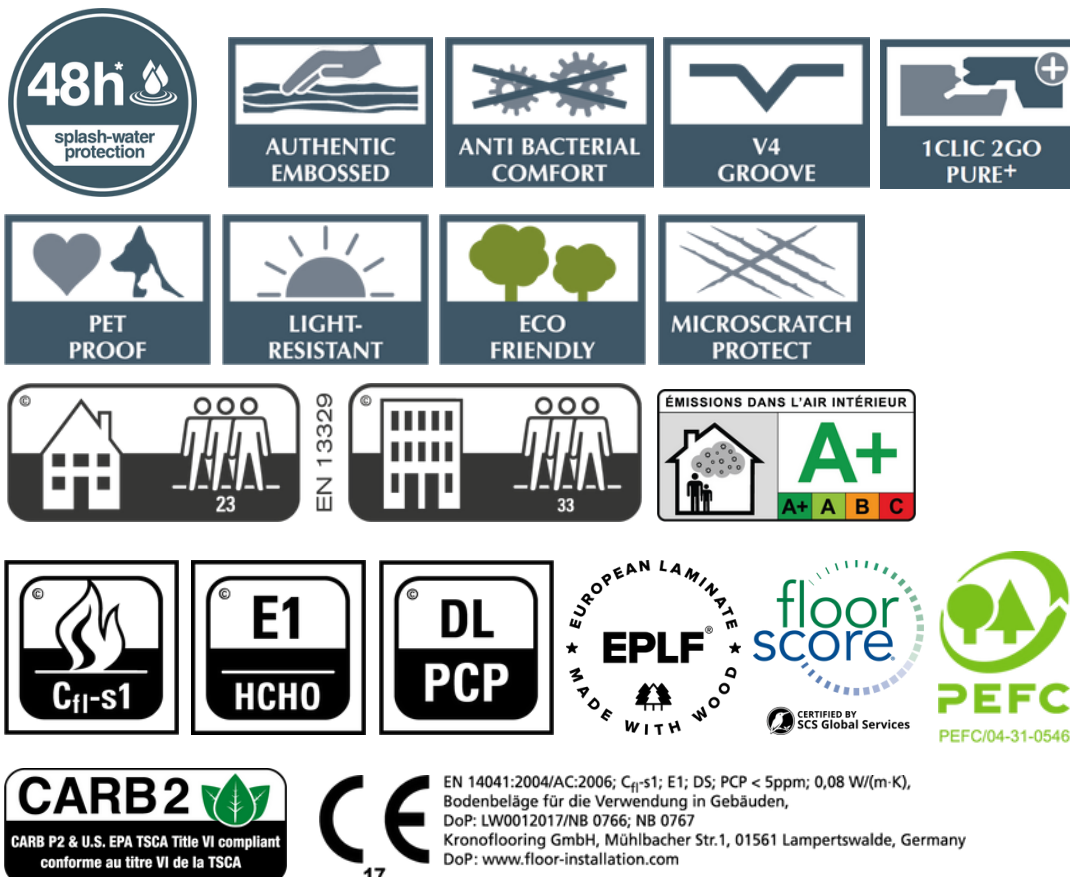 48h*
splash-water
protection
AUTHENTIC
EMBOSSED
ANTI BACTERIAL
COMFORT
V4
GROOVE
1CLIC 2GO
PURE+
PET
PROOF
LIGHT-
RESISTANT
ECO
FRIENDLY
MICROSCRATCH
PROTECT
©
23
EN 13329
©
33
ÉMISSIONS DANS L'AIR INTÉRIEUR
A+
A+ A B C
©
Cfl-s1
©
E1
HCHO
©
DL
PCP
EUROPEAN LAMINATE
EPLF®
MADE WITH WOOD
floor
score®
CERTIFIED BY
SCS Global Services
PEFC
PEFC/04-31-0546
CARB2
CARB P2 & U.S. EPA TSCA Title VI compliant
conforme au titre VI de la TSCA
CE
17
EN 14041:2004/AC:2006; Cfl-s1; E1; DS; PCP < 5ppm; 0,08 W/(m·K),
Bodenbeläge für die Verwendung in Gebäuden,
DoP: LW0012017/NB 0766; NB 0767
Kronoflooring GmbH, Mühlbacher Str.1, 01561 Lampertswalde, Germany
DoP: www.floor-installation.com